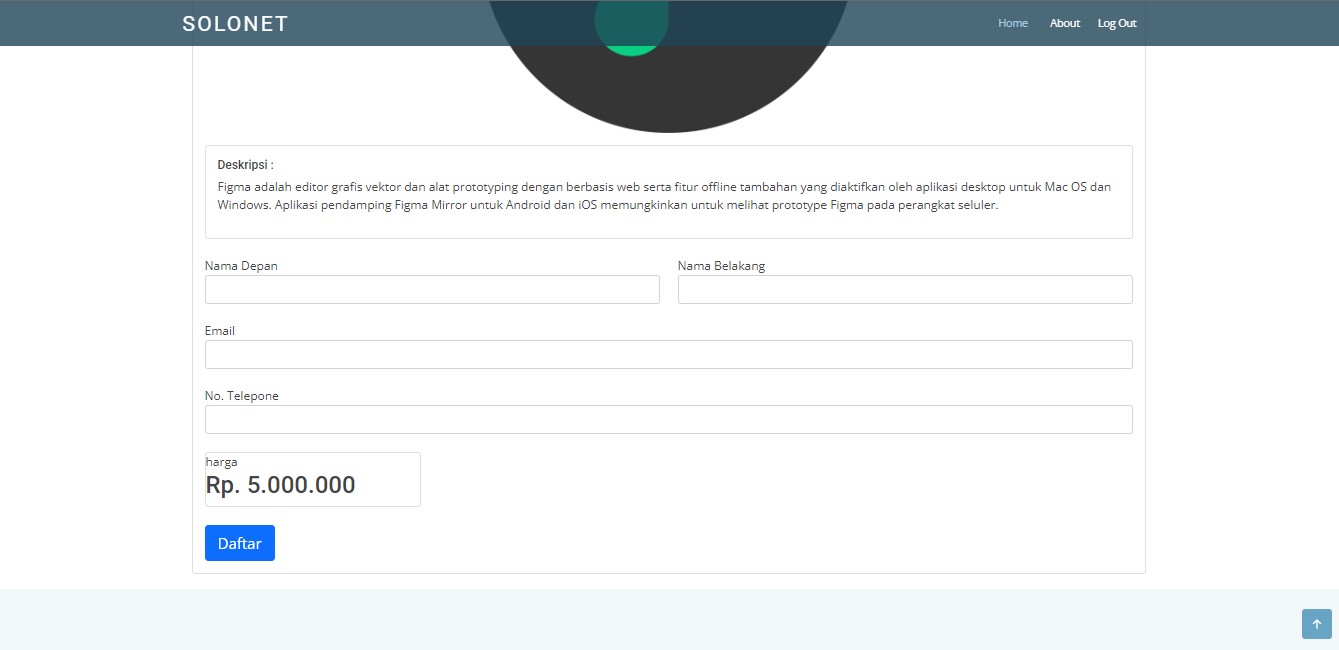 SOLONET
Home About Log Out
Deskripsi :
Figma adalah editor grafis vektor dan alat prototyping dengan berbasis web serta fitur offline tambahan yang diaktifkan oleh aplikasi desktop untuk Mac OS dan
Windows. Aplikasi pendamping Figma Mirror untuk Android dan iOS memungkinkan untuk melihat prototype Figma pada perangkat seluler.
Nama Depan
Nama Belakang
Email
No. Telepone
harga
Rp. 5.000.000
Daftar